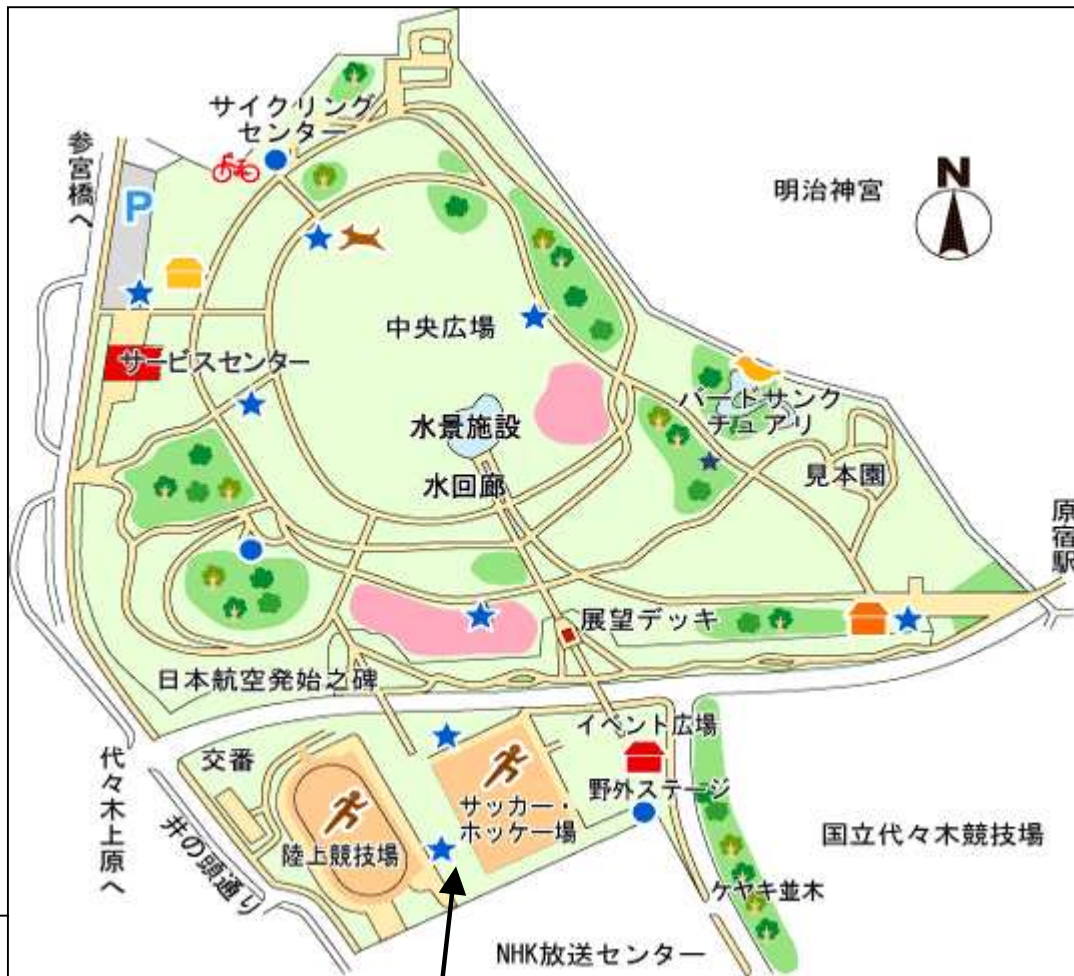 サイクリング
センター
参宮橋へ
P
明治神宮
N
中央広場
サービスセンター
バードサンク
チュアリ
水景施設
水回廊
見本園
原宿駅
展望デッキ
日本航空発始之碑
イベント広場
交番
野外ステージ
サッカー・
ホッケー場
代々木上原へ
井の頭通り
陸上競技場
国立代々木競技場
ケヤキ並木
NHK放送センター